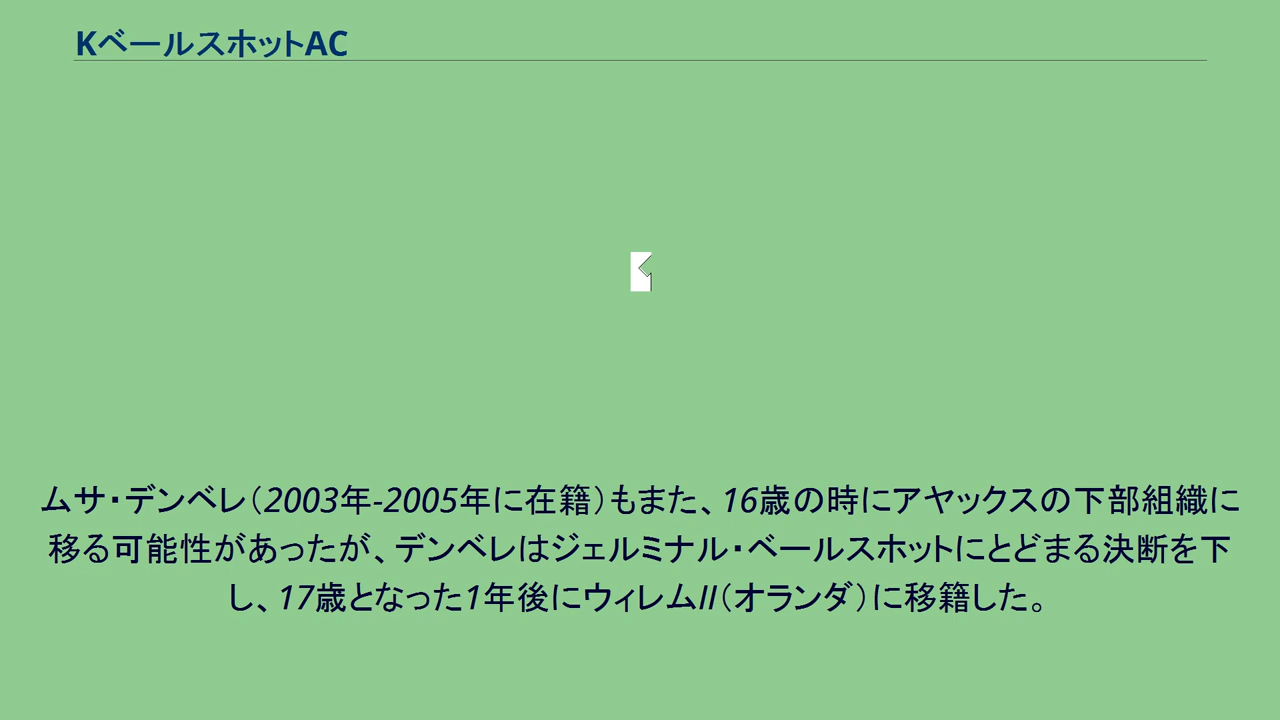 KベールスホットAC
ムサ・デンベレ（2003年-2005年に在籍）もまた、16歳の時にアヤックスの下部組織に
移る可能性があったが、デンベレはジェルミナル・ベールスホットにとどまる決断を下
し、17歳となった1年後にウィレムII（オランダ）に移籍した。